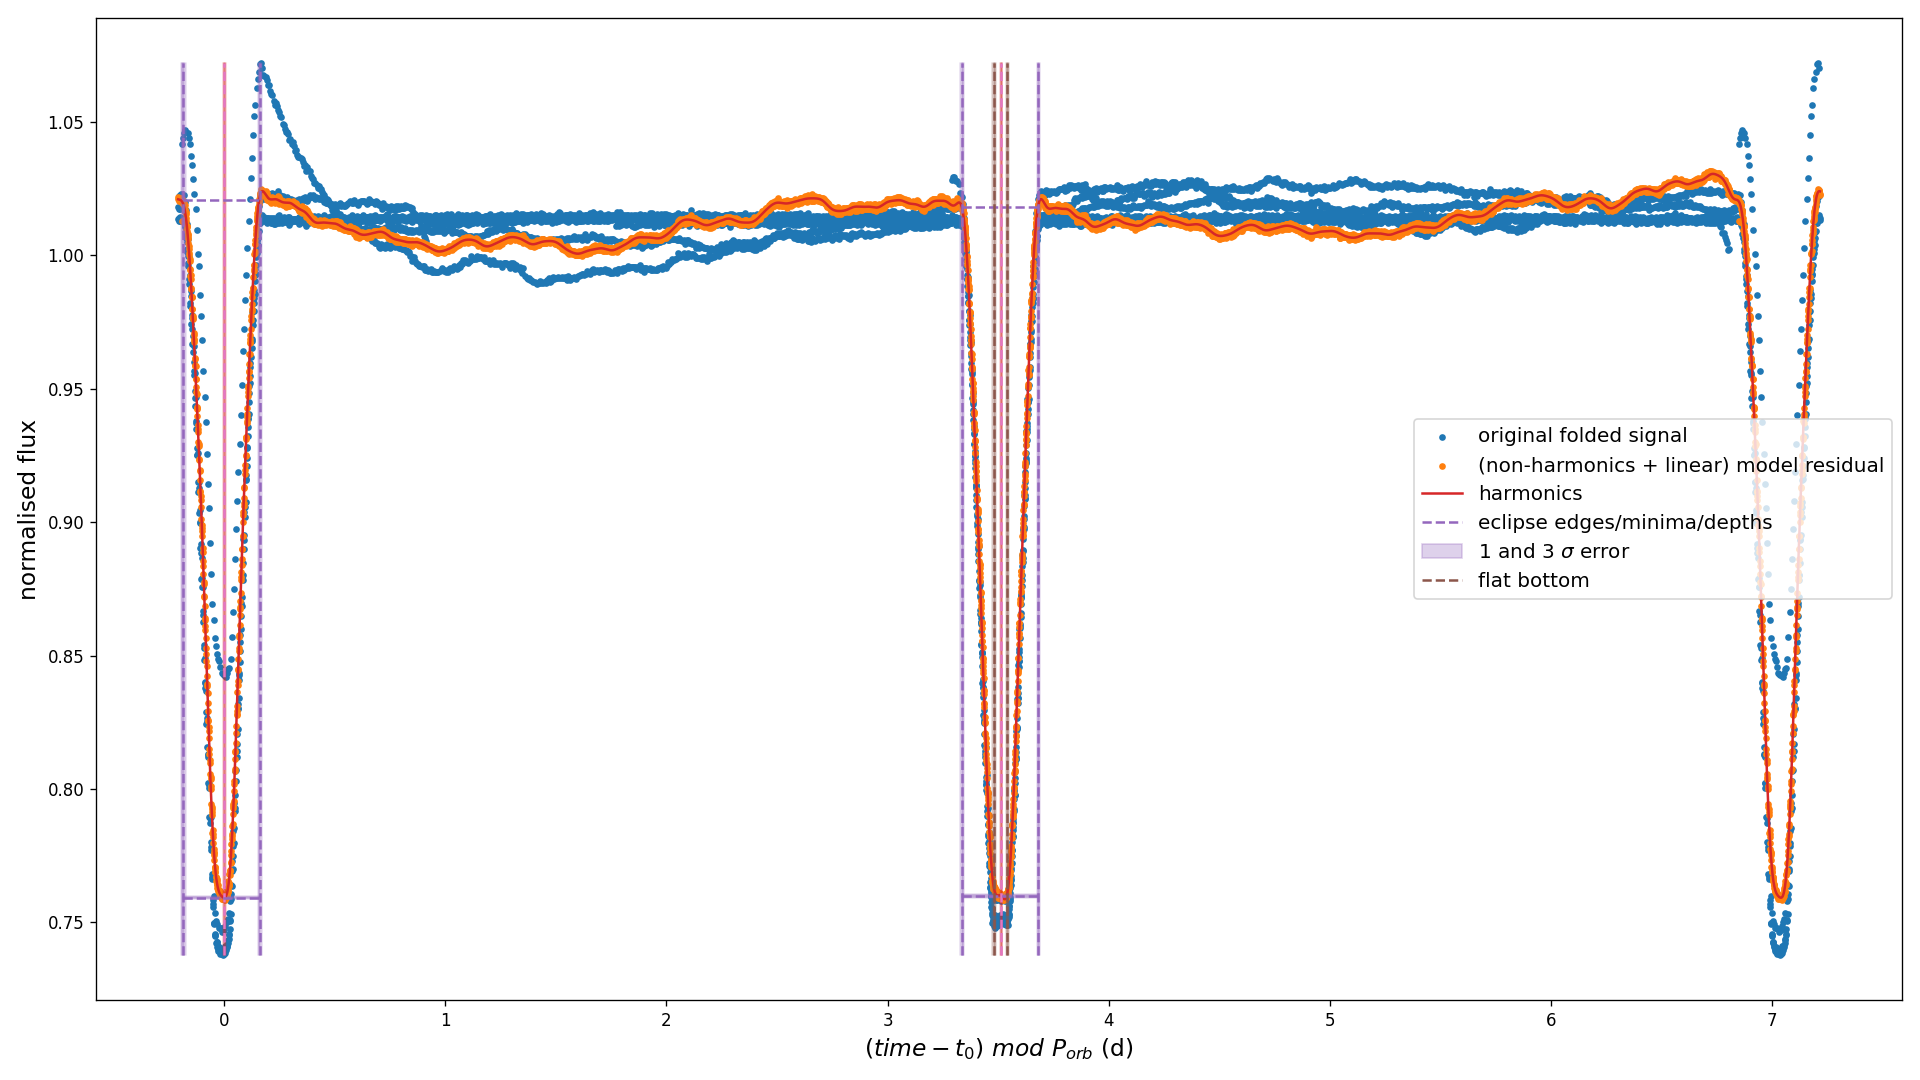 1.05
1.00
0.95
0.90
0.85
0.80
0.75
normalised flux
original folded signal
(non-harmonics + linear) model residual
harmonics
eclipse edges/minima/depths
1 and 3 σ error
flat bottom
0 1 2 3 4 5 6 7
(time − t₀) mod Pₒᵣb (d)